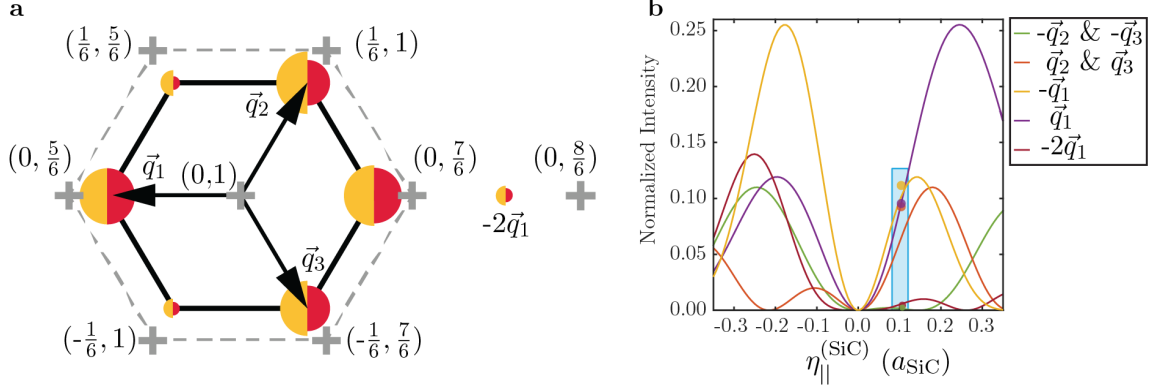 a
(1/6, 5/6)
(1/6, 1)
q⃗2
(0, 5/6)
q⃗1
(0,1)
(0, 7/6)
(0, 8/6)
-2q⃗1
q⃗3
(-1/6, 1)
(-1/6, 7/6)
b
Normalized Intensity
0.25
0.20
0.15
0.10
0.05
0.00
-0.3 -0.2 -0.1 0.0 0.1 0.2 0.3
η||(SiC) (aSiC)
-q⃗2 & -q⃗3
q⃗2 & q⃗3
-q⃗1
q⃗1
-2q⃗1